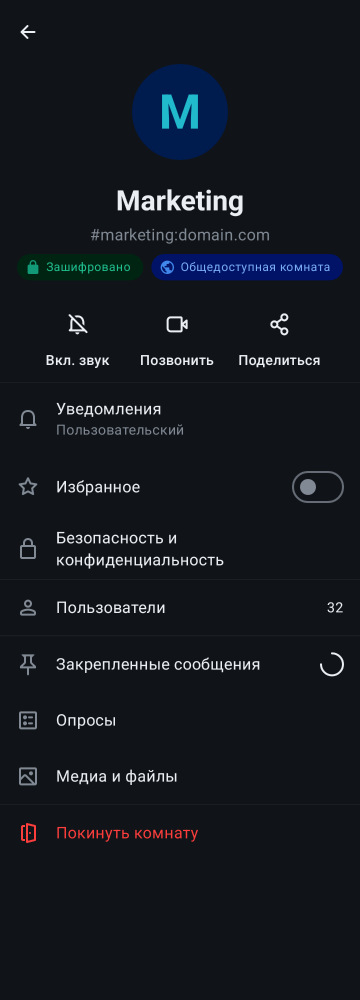 M
Marketing
#marketing:domain.com
Зашифровано
Общедоступная комната
Вкл. звук
Позвонить
Поделиться
Уведомления
Пользовательский
Избранное
Безопасность и
конфиденциальность
Пользователи
32
Закрепленные сообщения
Опросы
Медиа и файлы
Покинуть комнату